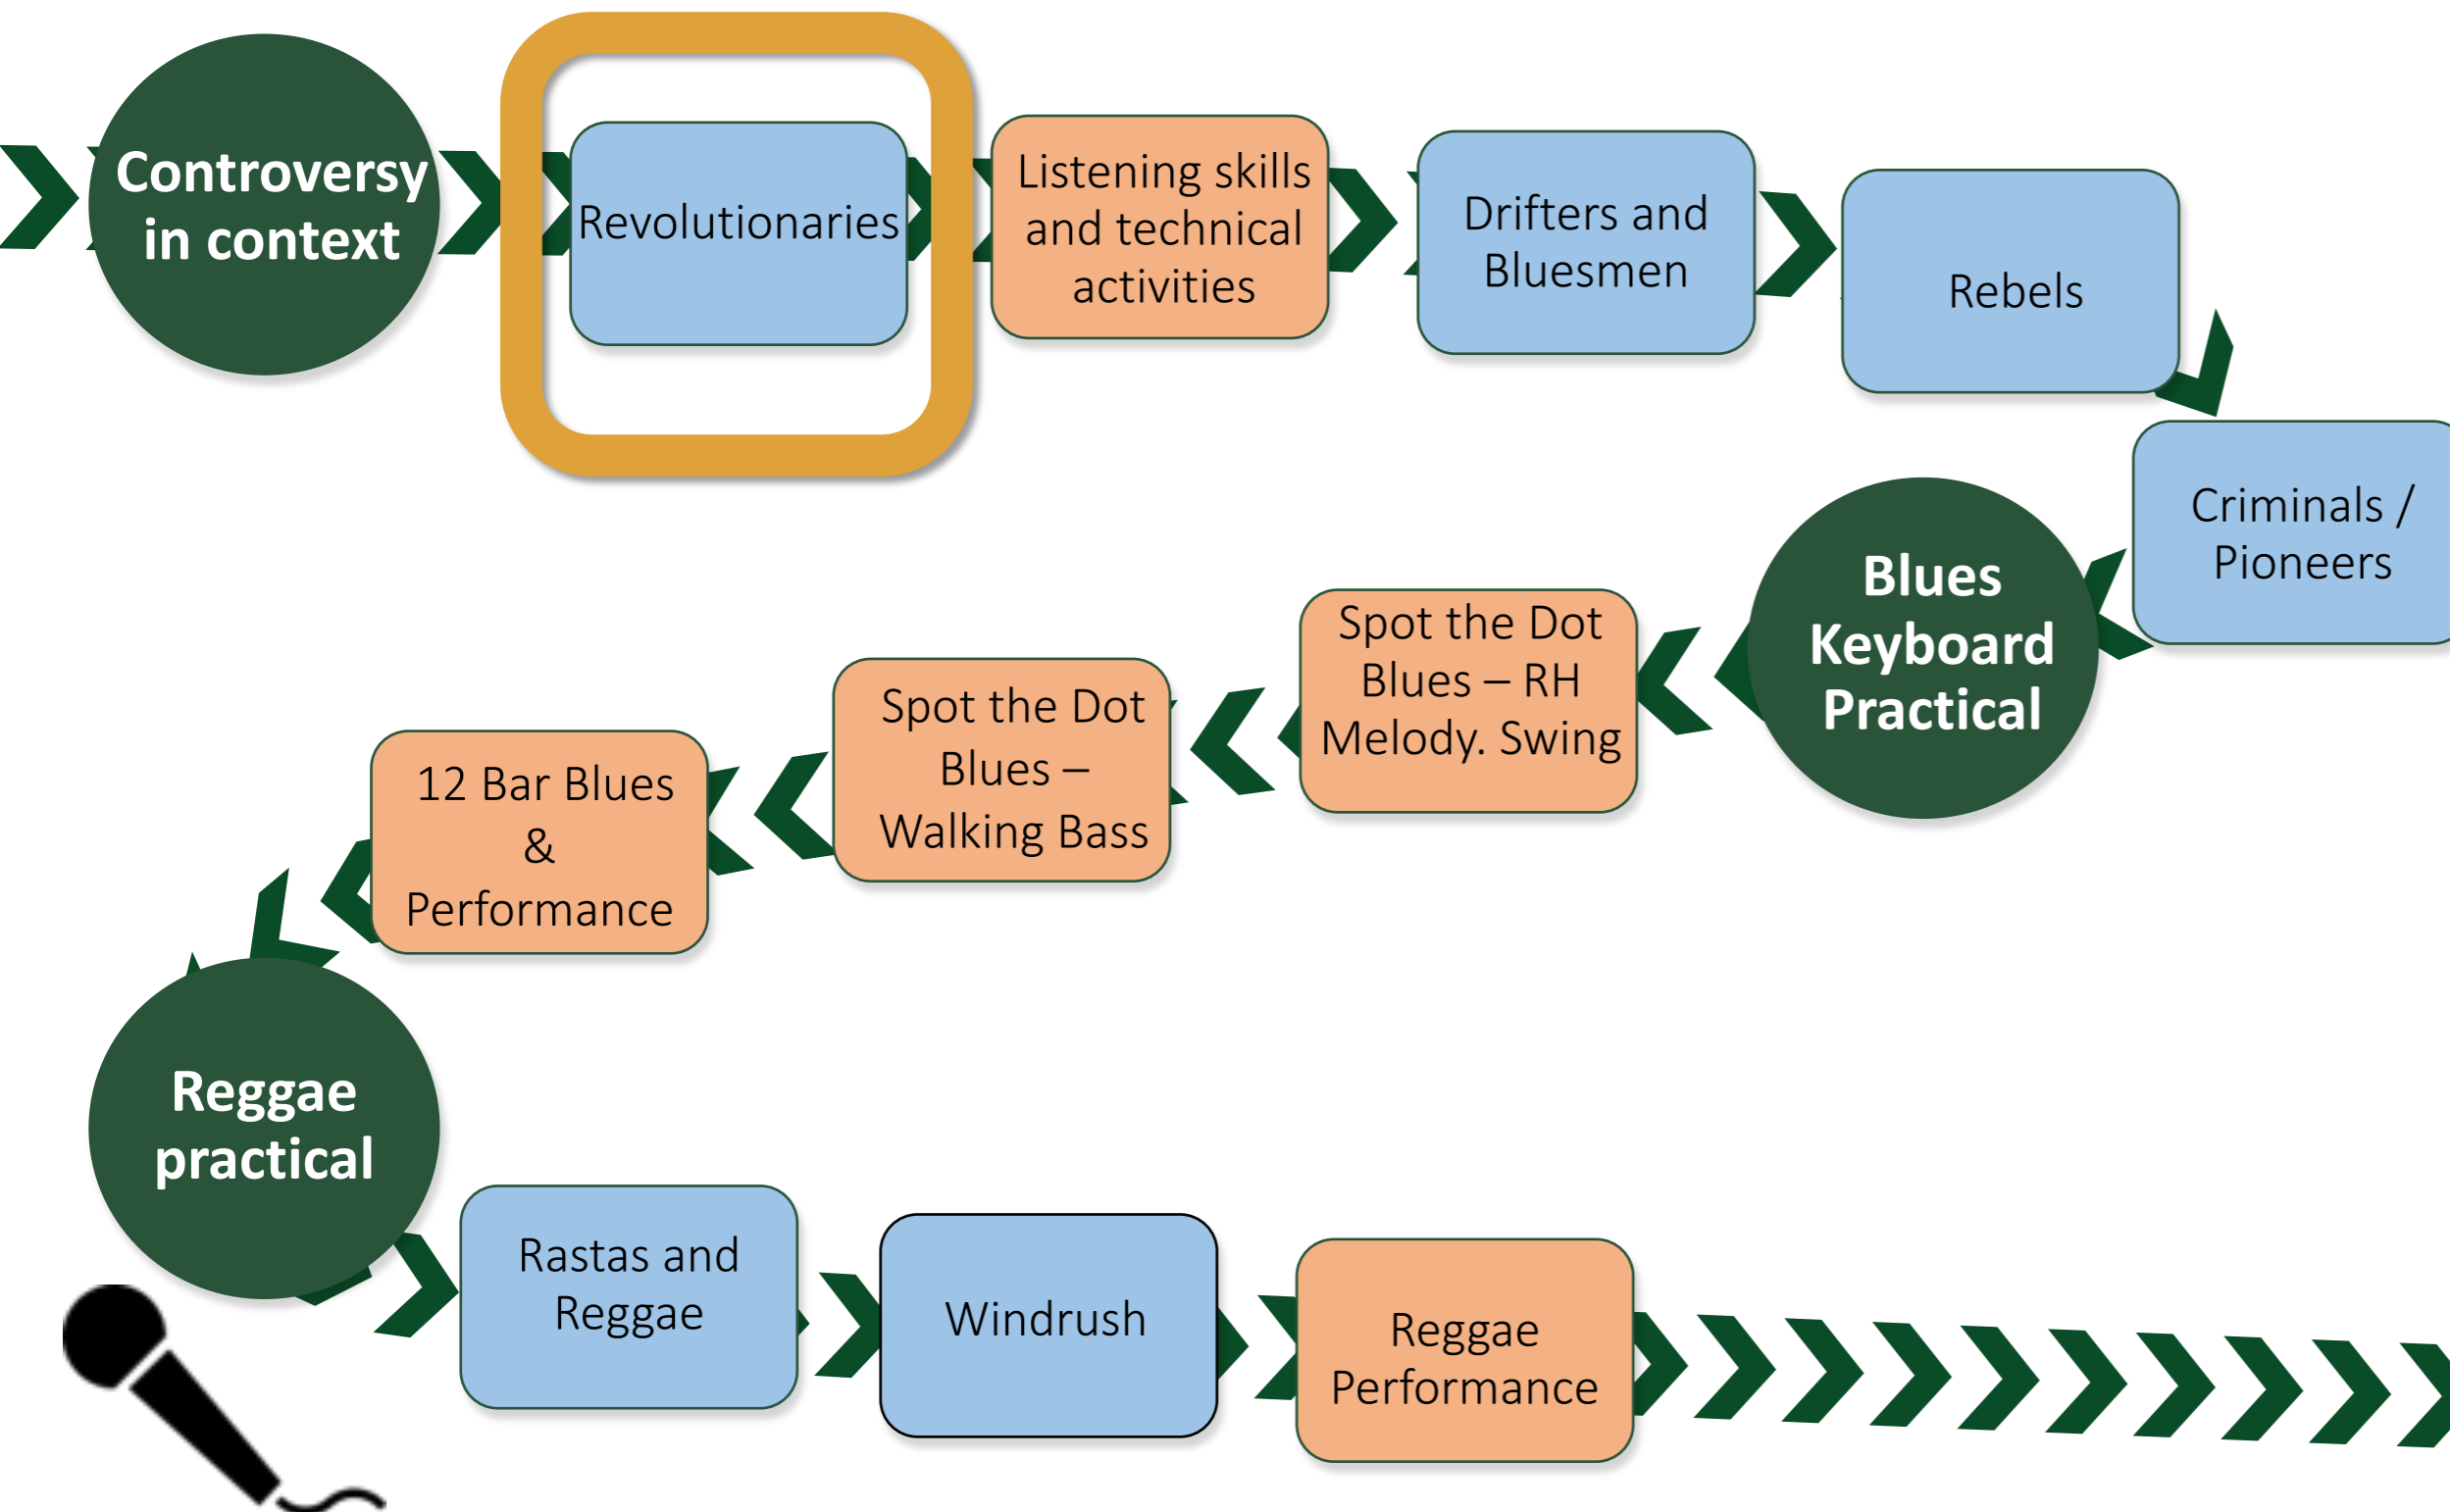 Controversy
in context
Revolutionaries
Listening skills
and technical
activities
Drifters and
Bluesmen
Rebels
Criminals /
Pioneers
Blues
Keyboard
Practical
Spot the Dot
Blues – RH
Melody. Swing
Spot the Dot
Blues –
Walking Bass
12 Bar Blues
&
Performance
Reggae
practical
Rastas and
Reggae
Windrush
Reggae
Performance